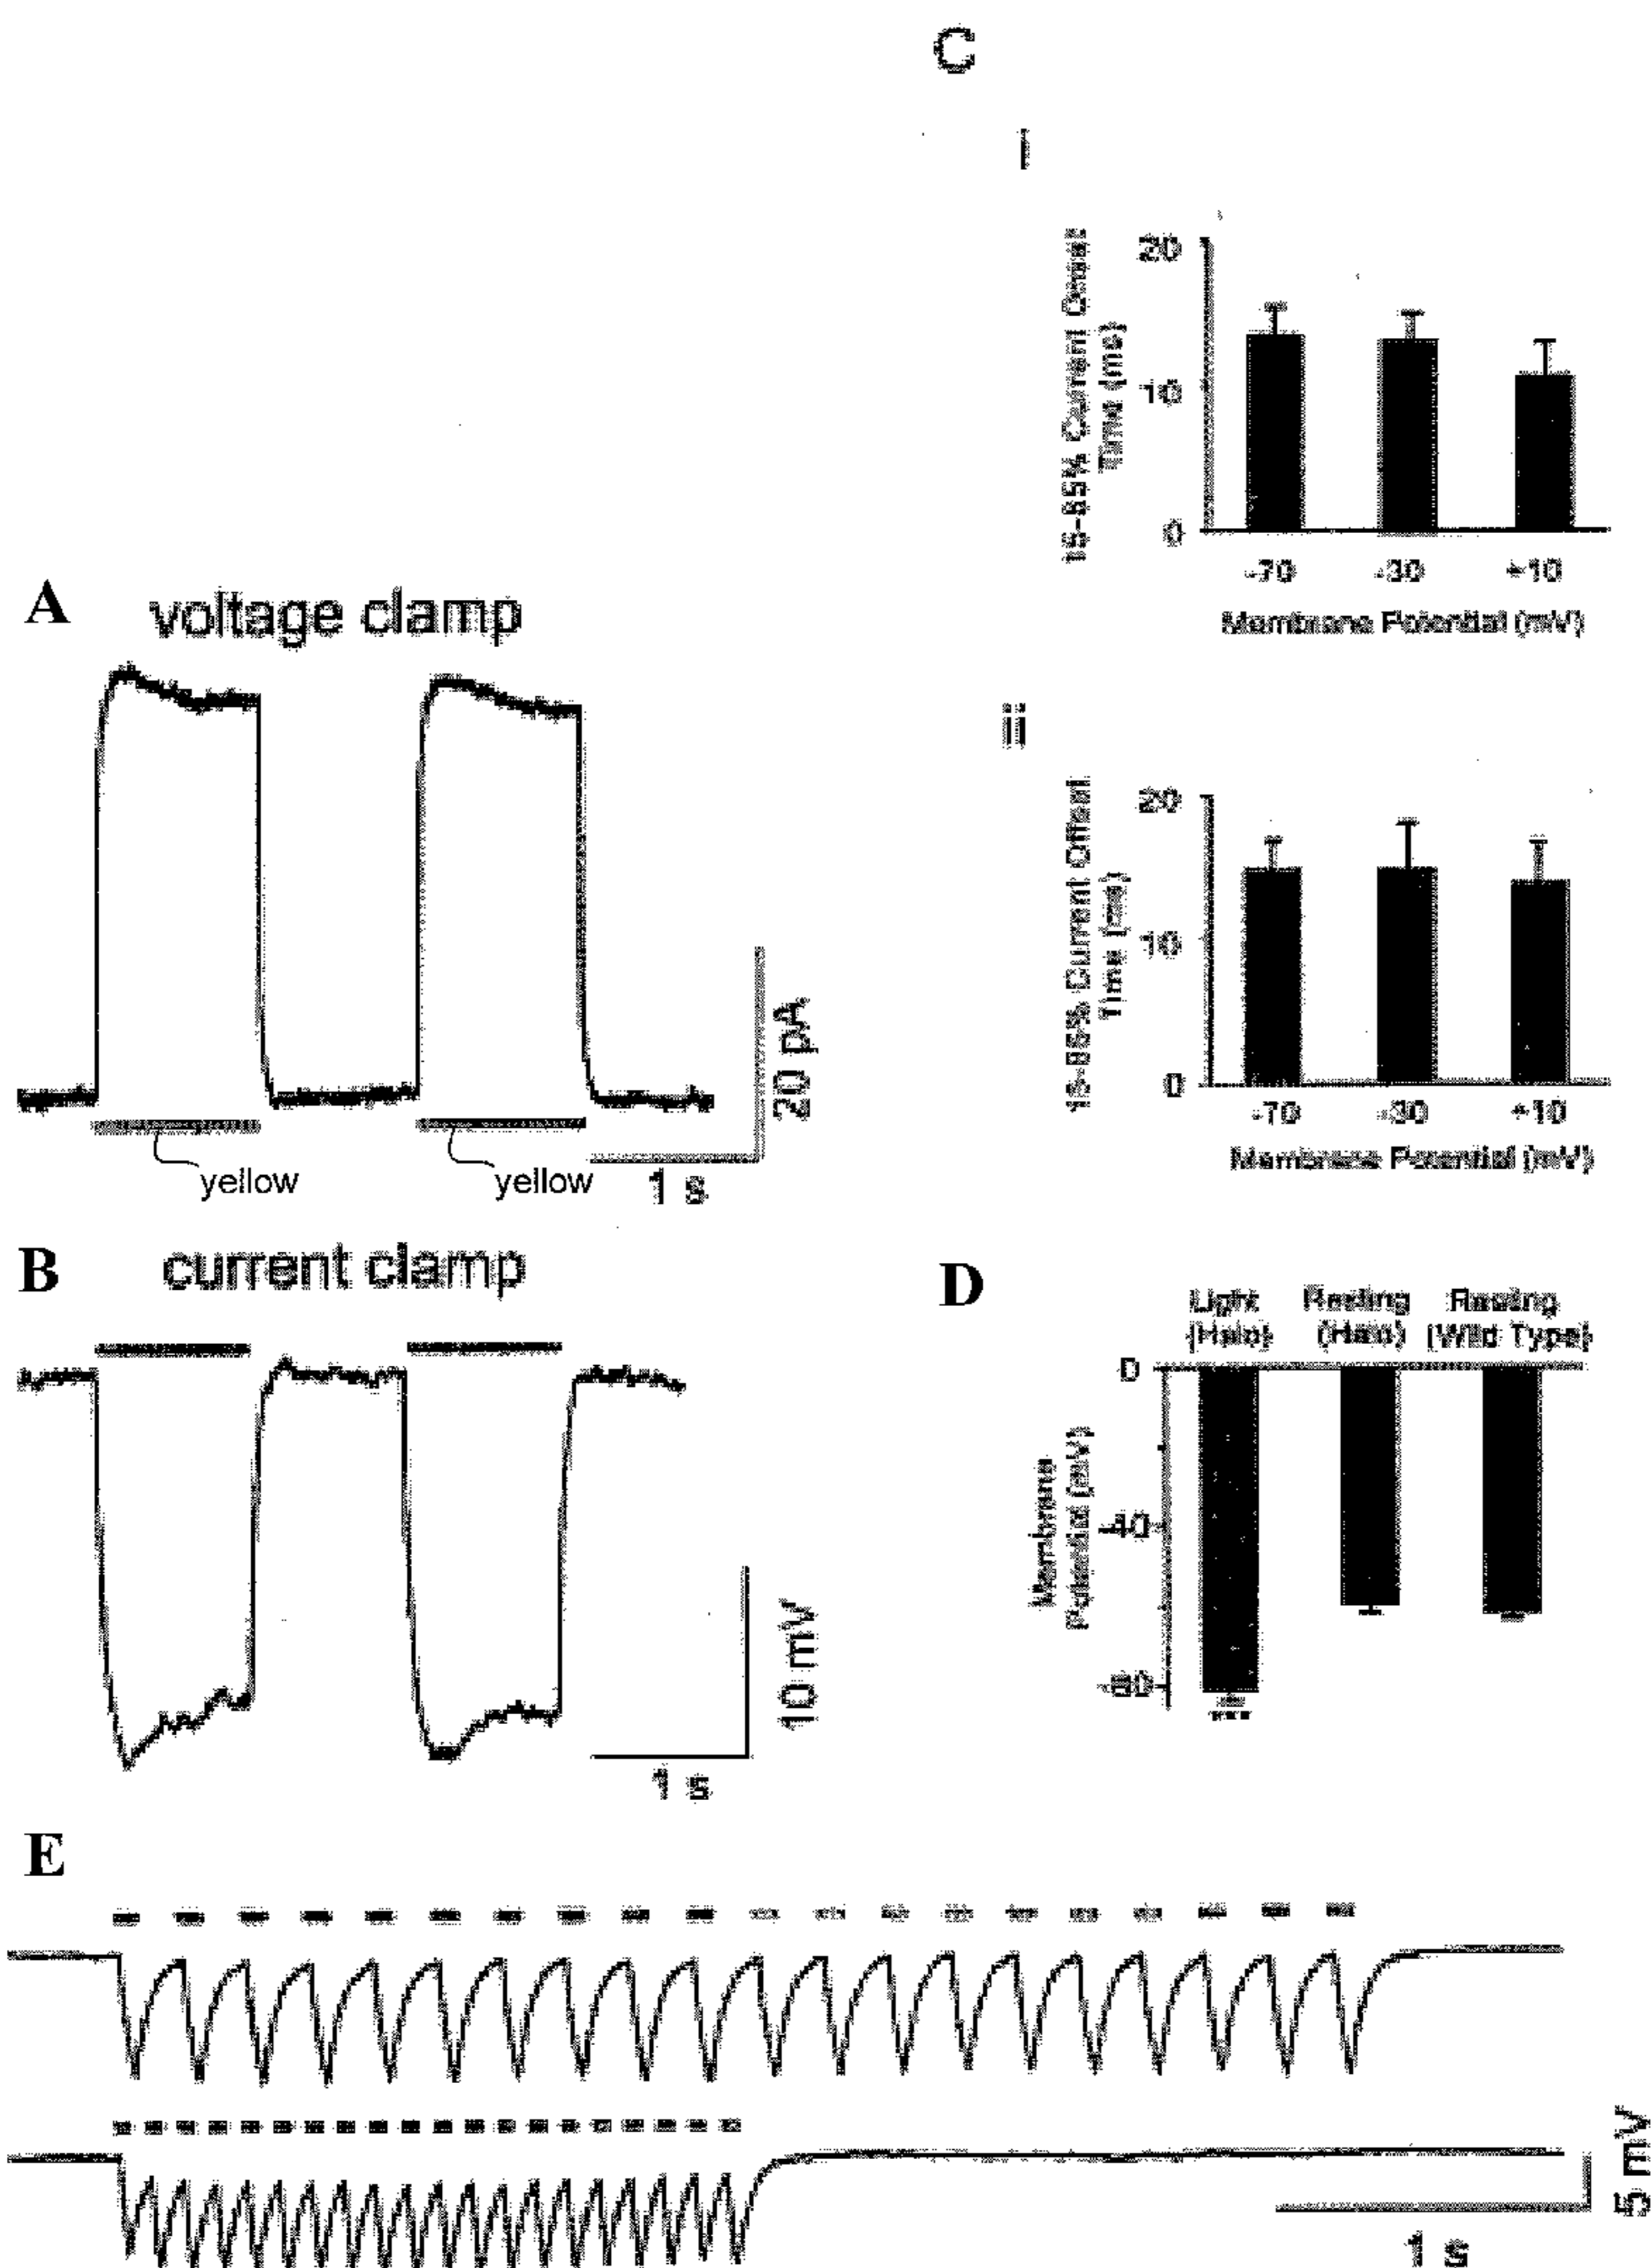 C
i
20
10
0
15-85% Current Onset
Time (ms)
-70 -30 +10
Membrane Potential (mV)
A voltage clamp
20 pA
yellow yellow 1 s
ii
20
10
0
15-85% Current Offset
Time (ms)
-70 -30 +10
Membrane Potential (mV)
B current clamp
10 mV
1 s
D
Light Resting Resting
(Halo) (Halo) (Wild Type)
0
-40
-80
Membrane
Potential (mV)
***
E
5 mV
1 s